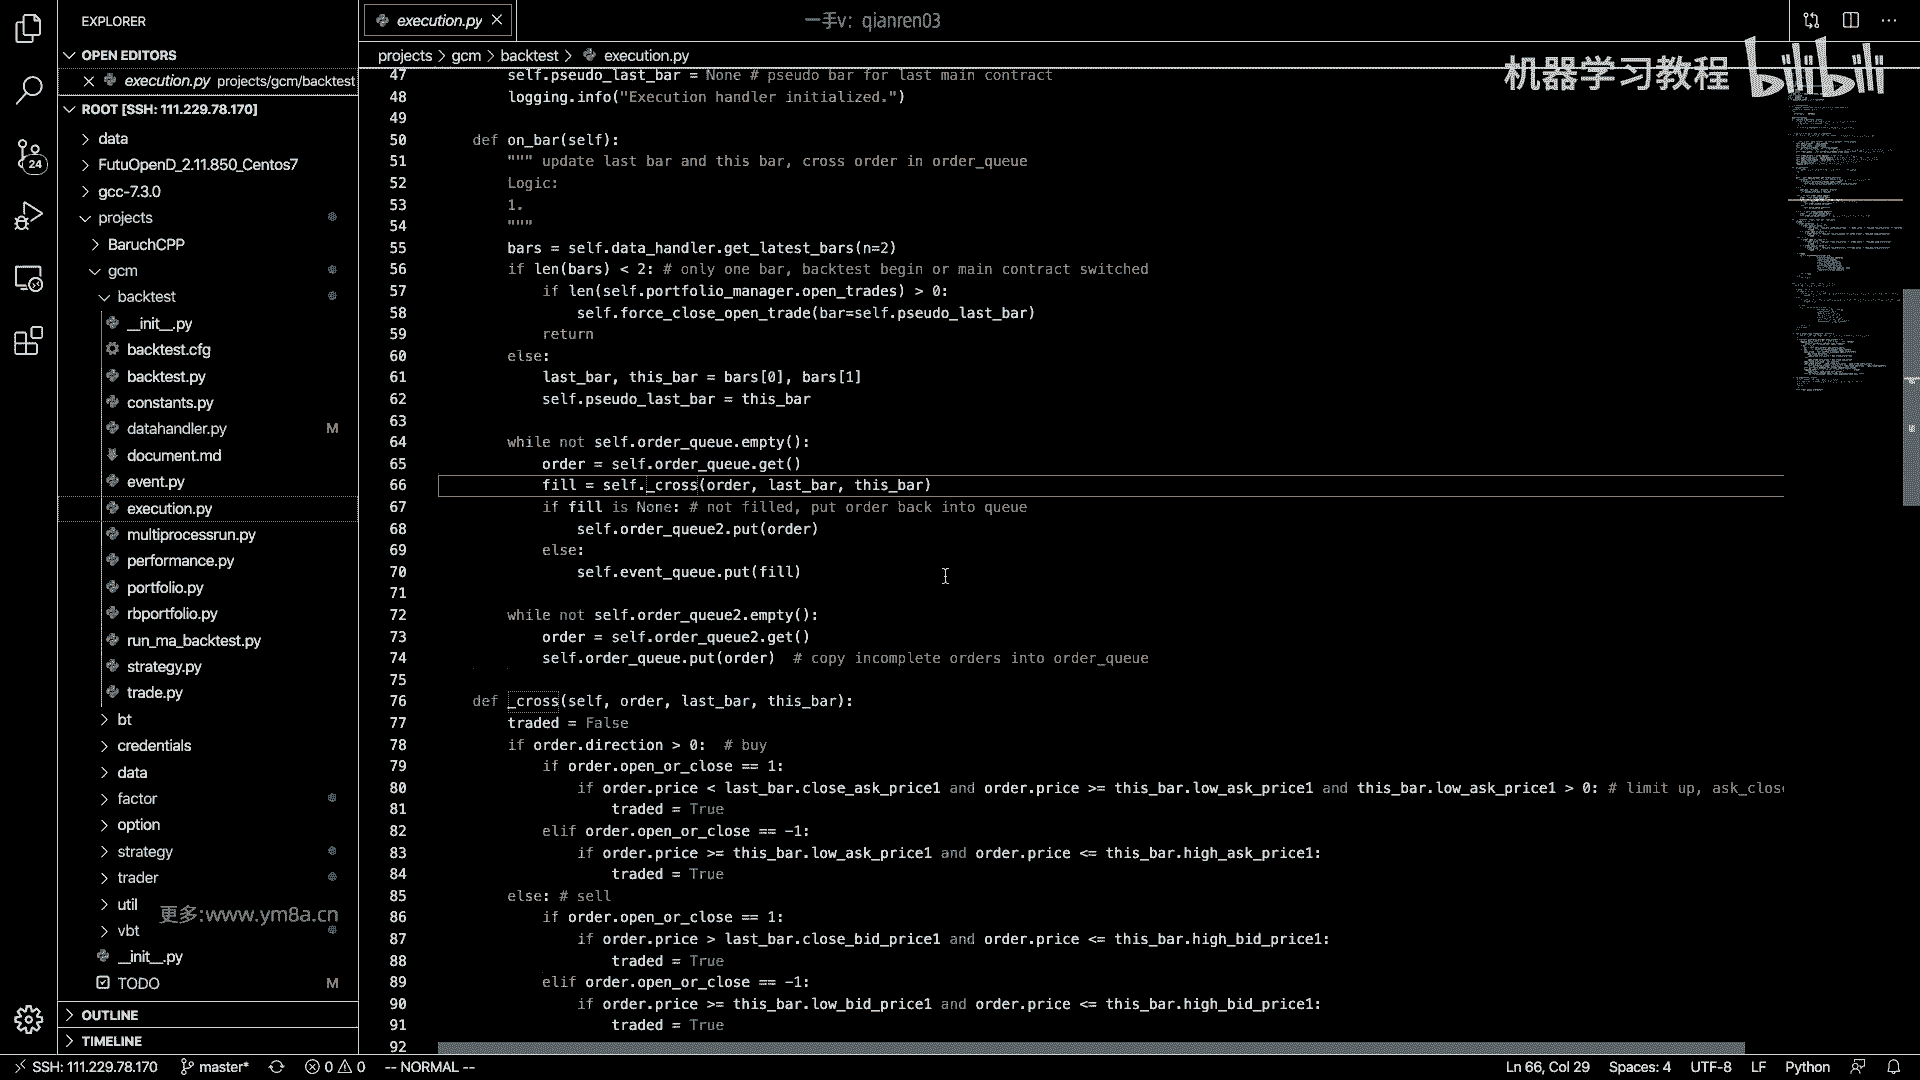 EXPLORER
OPEN EDITORS
execution.py projects/gcm/backtest
ROOT [SSH: 111.229.78.170]
data
FutuOpenD_2.11.850_Centos7
gcc-7.3.0
projects
BaruchCPP
gcm
backtest
__init__.py
backtest.cfg
backtest.py
constants.py
datahandler.py M
document.md
event.py
execution.py
multiprocessrun.py
performance.py
portfolio.py
rbportfolio.py
run_ma_backtest.py
strategy.py
trade.py
bt
credentials
data
factor
option
strategy
trader
util
更多:www.ym8a.cn
vbt
__init__.py
TODO M
OUTLINE
TIMELINE
24
execution.py
一手v: qianren03
机器学习教程 bilibili
projects > gcm > backtest > execution.py
47 self.pseudo_last_bar = None # pseudo bar for last main contract
48 logging.info("Execution handler initialized.")
49
50 def on_bar(self):
51 """ update last bar and this bar, cross order in order_queue
52 Logic:
53 1.
54 """
55 bars = self.data_handler.get_latest_bars(n=2)
56 if len(bars) < 2: # only one bar, backtest begin or main contract switched
57 if len(self.portfolio_manager.open_trades) > 0:
58 self.force_close_open_trade(bar=self.pseudo_last_bar)
59 return
60 else:
61 last_bar, this_bar = bars[0], bars[1]
62 self.pseudo_last_bar = this_bar
63
64 while not self.order_queue.empty():
65 order = self.order_queue.get()
66 fill = self._cross(order, last_bar, this_bar)
67 if fill is None: # not filled, put order back into queue
68 self.order_queue2.put(order)
69 else:
70 self.event_queue.put(fill)
71
72 while not self.order_queue2.empty():
73 order = self.order_queue2.get()
74 self.order_queue.put(order) # copy incomplete orders into order_queue
75
76 def _cross(self, order, last_bar, this_bar):
77 traded = False
78 if order.direction > 0: # buy
79 if order.open_or_close == 1:
80 if order.price < last_bar.close_ask_price1 and order.price >= this_bar.low_ask_price1 and this_bar.low_ask_price1 > 0: # limit up, ask_clos
81 traded = True
82 elif order.open_or_close == -1:
83 if order.price >= this_bar.low_ask_price1 and order.price <= this_bar.high_ask_price1:
84 traded = True
85 else: # sell
86 if order.open_or_close == 1:
87 if order.price > last_bar.close_bid_price1 and order.price <= this_bar.high_bid_price1:
88 traded = True
89 elif order.open_or_close == -1:
90 if order.price >= this_bar.low_bid_price1 and order.price <= this_bar.high_bid_price1:
91 traded = True
92
SSH: 111.229.78.170 master* 0 0 -- NORMAL -- Ln 66, Col 29 Spaces: 4 UTF-8 LF Python